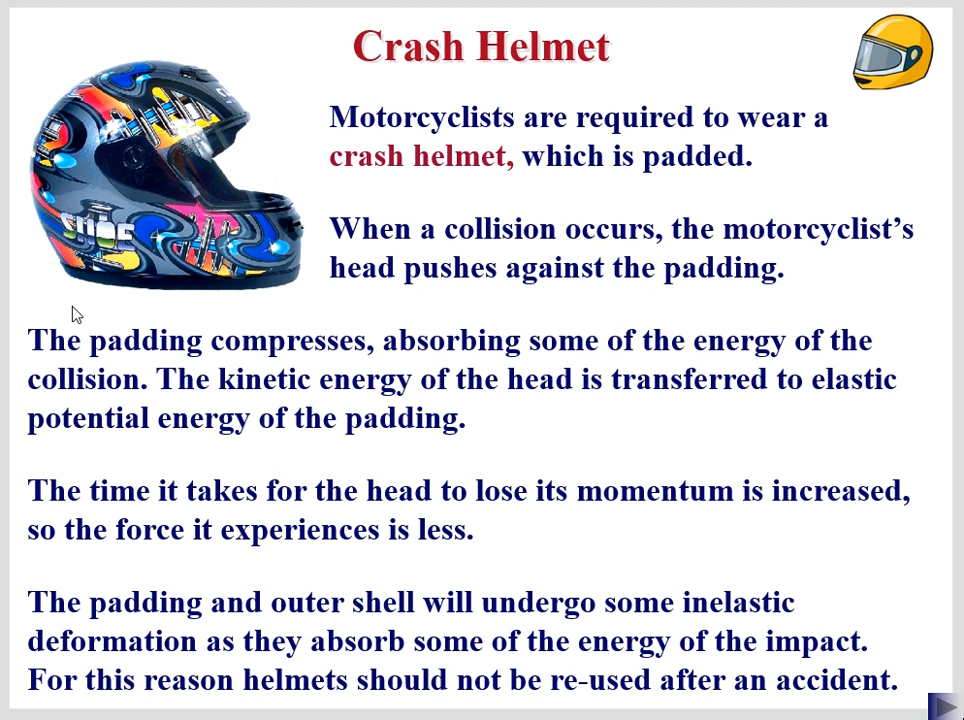 Crash Helmet
Motorcyclists are required to wear a
crash helmet, which is padded.
When a collision occurs, the motorcyclist’s
head pushes against the padding.
The padding compresses, absorbing some of the energy of the
collision. The kinetic energy of the head is transferred to elastic
potential energy of the padding.
The time it takes for the head to lose its momentum is increased,
so the force it experiences is less.
The padding and outer shell will undergo some inelastic
deformation as they absorb some of the energy of the impact.
For this reason helmets should not be re-used after an accident.